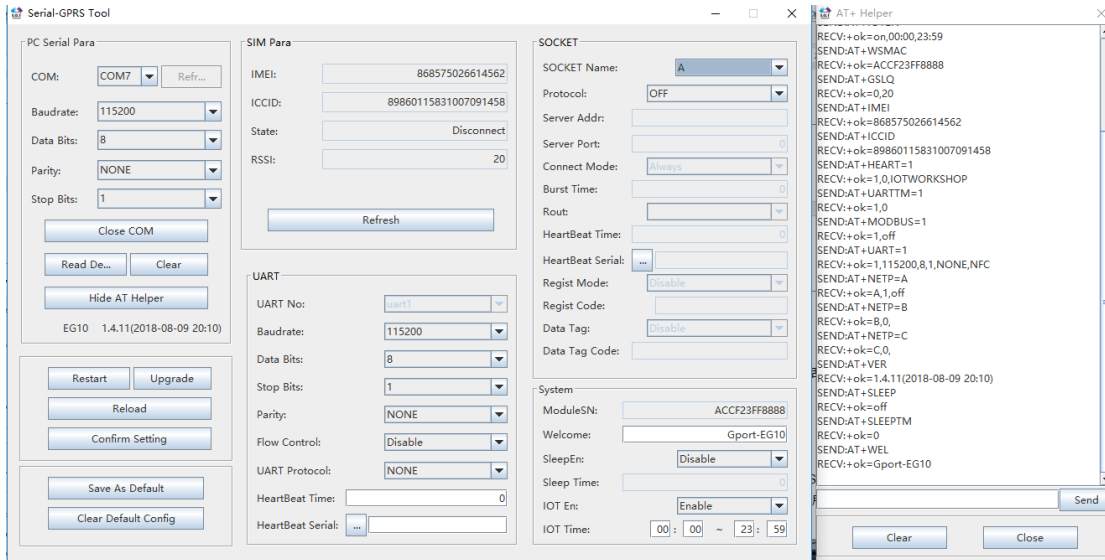 Serial-GPRS Tool
PC Serial Para
COM: COM7 Refr...
Baudrate: 115200
Data Bits: 8
Parity: NONE
Stop Bits: 1
Close COM
Read De... Clear
Hide AT Helper
EG10 1.4.11(2018-08-09 20:10)
Restart Upgrade
Reload
Confirm Setting
Save As Default
Clear Default Config
SIM Para
IMEI: 868575026614562
ICCID: 89860115831007091458
State: Disconnect
RSSI: 20
Refresh
UART
UART No: uart1
Baudrate: 115200
Data Bits: 8
Stop Bits: 1
Parity: NONE
Flow Control: Disable
UART Protocol: NONE
HeartBeat Time: 0
HeartBeat Serial: ...
SOCKET
SOCKET Name: A
Protocol: OFF
Server Addr:
Server Port: 0
Connect Mode: Always
Burst Time: 0
Rout:
HeartBeat Time: 0
HeartBeat Serial: ...
Regist Mode: Disable
Regist Code:
Data Tag: Disable
Data Tag Code:
System
ModuleSN: ACCF23FF8888
Welcome: Gport-EG10
SleepEn: Disable
Sleep Time: 0
IOT En: Enable
IOT Time: 00 : 00 ~ 23 : 59
AT+ Helper
RECV:+ok=on,00:00,23:59
SEND:AT+WSMAC
RECV:+ok=ACCF23FF8888
SEND:AT+GSLQ
RECV:+ok=0,20
SEND:AT+IMEI
RECV:+ok=868575026614562
SEND:AT+ICCID
RECV:+ok=89860115831007091458
SEND:AT+HEART=1
RECV:+ok=1,0,IOTWORKSHOP
SEND:AT+UARTTM=1
RECV:+ok=1,0
SEND:AT+MODBUS=1
RECV:+ok=1,off
SEND:AT+UART=1
RECV:+ok=1,115200,8,1,NONE,NFC
SEND:AT+NETP=A
RECV:+ok=A,1,off
SEND:AT+NETP=B
RECV:+ok=B,0,
SEND:AT+NETP=C
RECV:+ok=C,0,
SEND:AT+VER
RECV:+ok=1.4.11(2018-08-09 20:10)
SEND:AT+SLEEP
RECV:+ok=off
SEND:AT+SLEEPTM
RECV:+ok=0
SEND:AT+WEL
RECV:+ok=Gport-EG10
Send
Clear Close